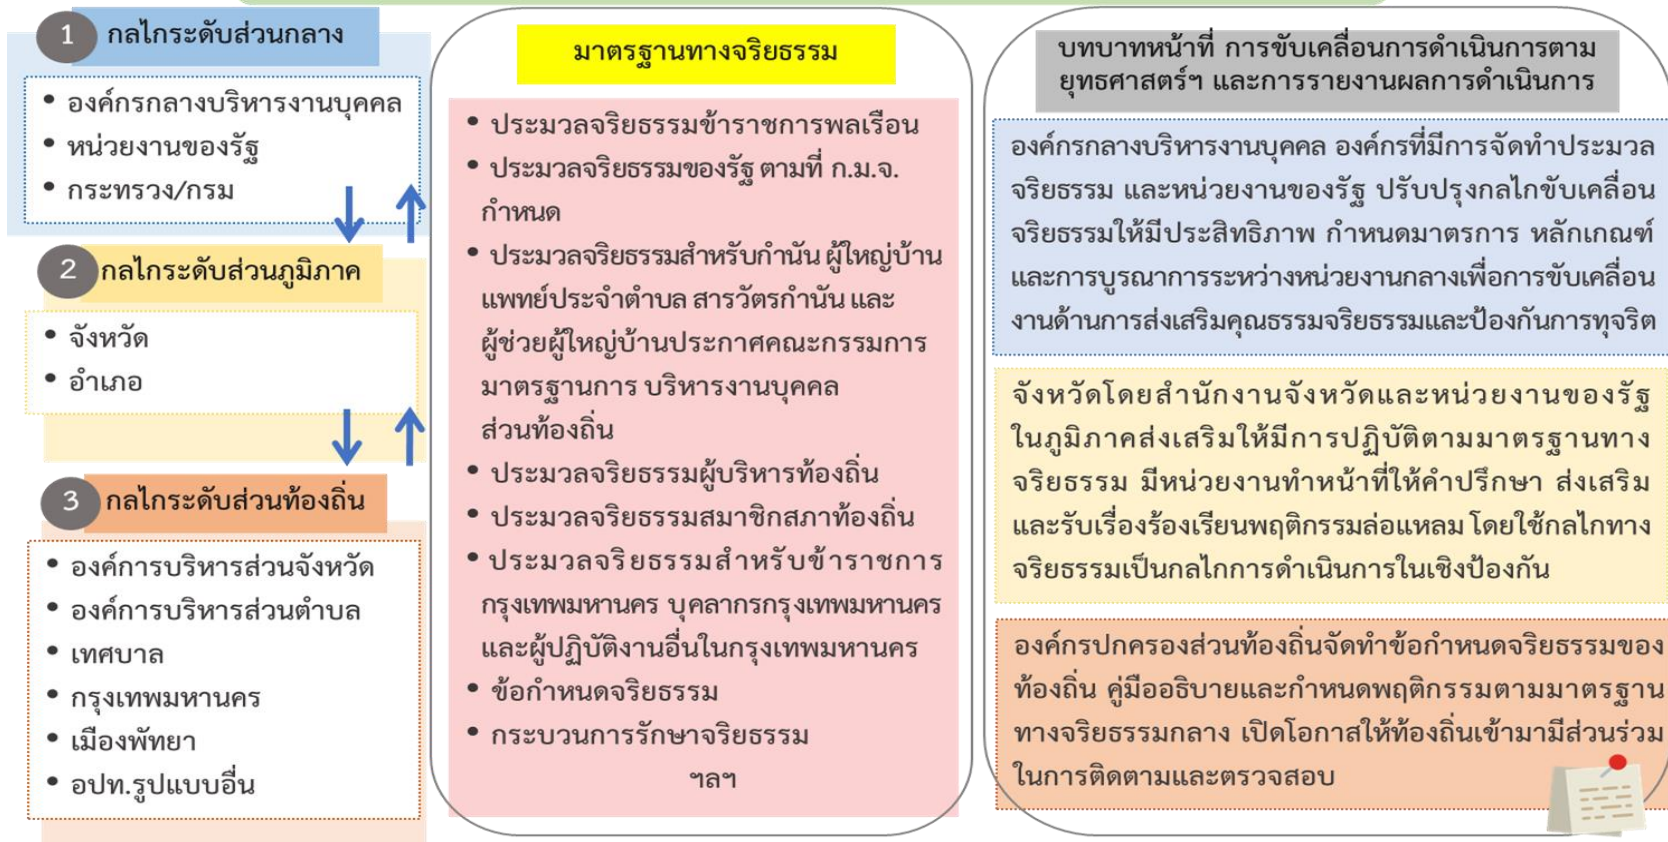 1 กลไกระดับส่วนกลาง
• องค์กรกลางบริหารงานบุคคล
• หน่วยงานของรัฐ
• กระทรวง/กรม
2 กลไกระดับส่วนภูมิภาค
• จังหวัด
• อำเภอ
3 กลไกระดับส่วนท้องถิ่น
• องค์การบริหารส่วนจังหวัด
• องค์การบริหารส่วนตำบล
• เทศบาล
• กรุงเทพมหานคร
• เมืองพัทยา
• อปท.รูปแบบอื่น
มาตรฐานทางจริยธรรม
• ประมวลจริยธรรมข้าราชการพลเรือน
• ประมวลจริยธรรมของรัฐ ตามที่ ก.ม.จ.
กำหนด
• ประมวลจริยธรรมสำหรับกำนัน ผู้ใหญ่บ้าน
แพทย์ประจำตำบล สารวัตรกำนัน และ
ผู้ช่วยผู้ใหญ่บ้านประกาศคณะกรรมการ
มาตรฐานการ บริหารงานบุคคล
ส่วนท้องถิ่น
• ประมวลจริยธรรมผู้บริหารท้องถิ่น
• ประมวลจริยธรรมสมาชิกสภาท้องถิ่น
• ประมวลจริยธรรมสำหรับข้าราชการ
กรุงเทพมหานคร บุคลากรกรุงเทพมหานคร
และผู้ปฏิบัติงานอื่นในกรุงเทพมหานคร
• ข้อกำหนดจริยธรรม
• กระบวนการรักษาจริยธรรม
ฯลฯ
บทบาทหน้าที่ การขับเคลื่อนการดำเนินการตาม
ยุทธศาสตร์ฯ และการรายงานผลการดำเนินการ
องค์กรกลางบริหารงานบุคคล องค์กรที่มีการจัดทำประมวล
จริยธรรม และหน่วยงานของรัฐ ปรับปรุงกลไกขับเคลื่อน
จริยธรรมให้มีประสิทธิภาพ กำหนดมาตรการ หลักเกณฑ์
และการบูรณาการระหว่างหน่วยงานกลางเพื่อการขับเคลื่อน
งานด้านการส่งเสริมคุณธรรมจริยธรรมและป้องกันการทุจริต
จังหวัดโดยสำนักงานจังหวัดและหน่วยงานของรัฐ
ในภูมิภาคส่งเสริมให้มีการปฏิบัติตามมาตรฐานทาง
จริยธรรม มีหน่วยงานทำหน้าที่ให้คำปรึกษา ส่งเสริม
และรับเรื่องร้องเรียนพฤติกรรมล่อแหลม โดยใช้กลไกทาง
จริยธรรมเป็นกลไกการดำเนินการในเชิงป้องกัน
องค์กรปกครองส่วนท้องถิ่นจัดทำข้อกำหนดจริยธรรมของ
ท้องถิ่น คู่มืออธิบายและกำหนดพฤติกรรมตามมาตรฐาน
ทางจริยธรรมกลาง เปิดโอกาสให้ท้องถิ่นเข้ามามีส่วนร่วม
ในการติดตามและตรวจสอบ